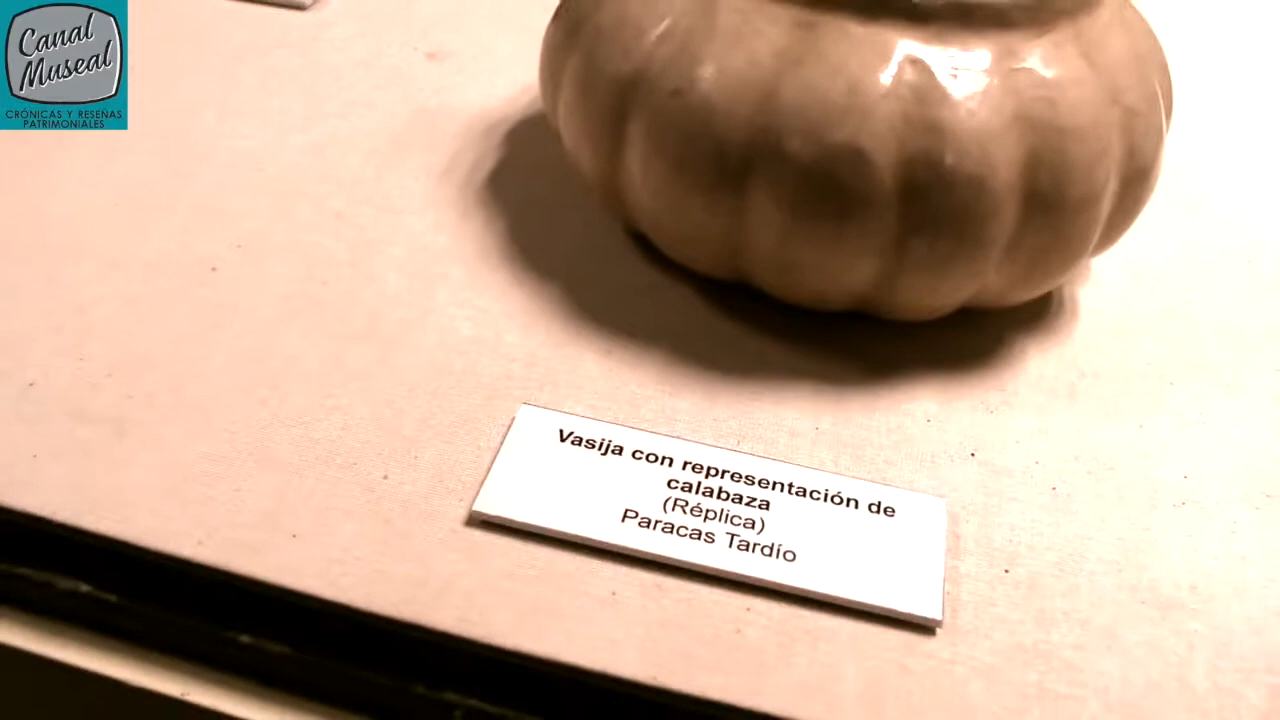 Canal
Museal
CRÓNICAS Y RESEÑAS
PATRIMONIALES
Vasija con representación de
calabaza
(Réplica)
Paracas Tardío